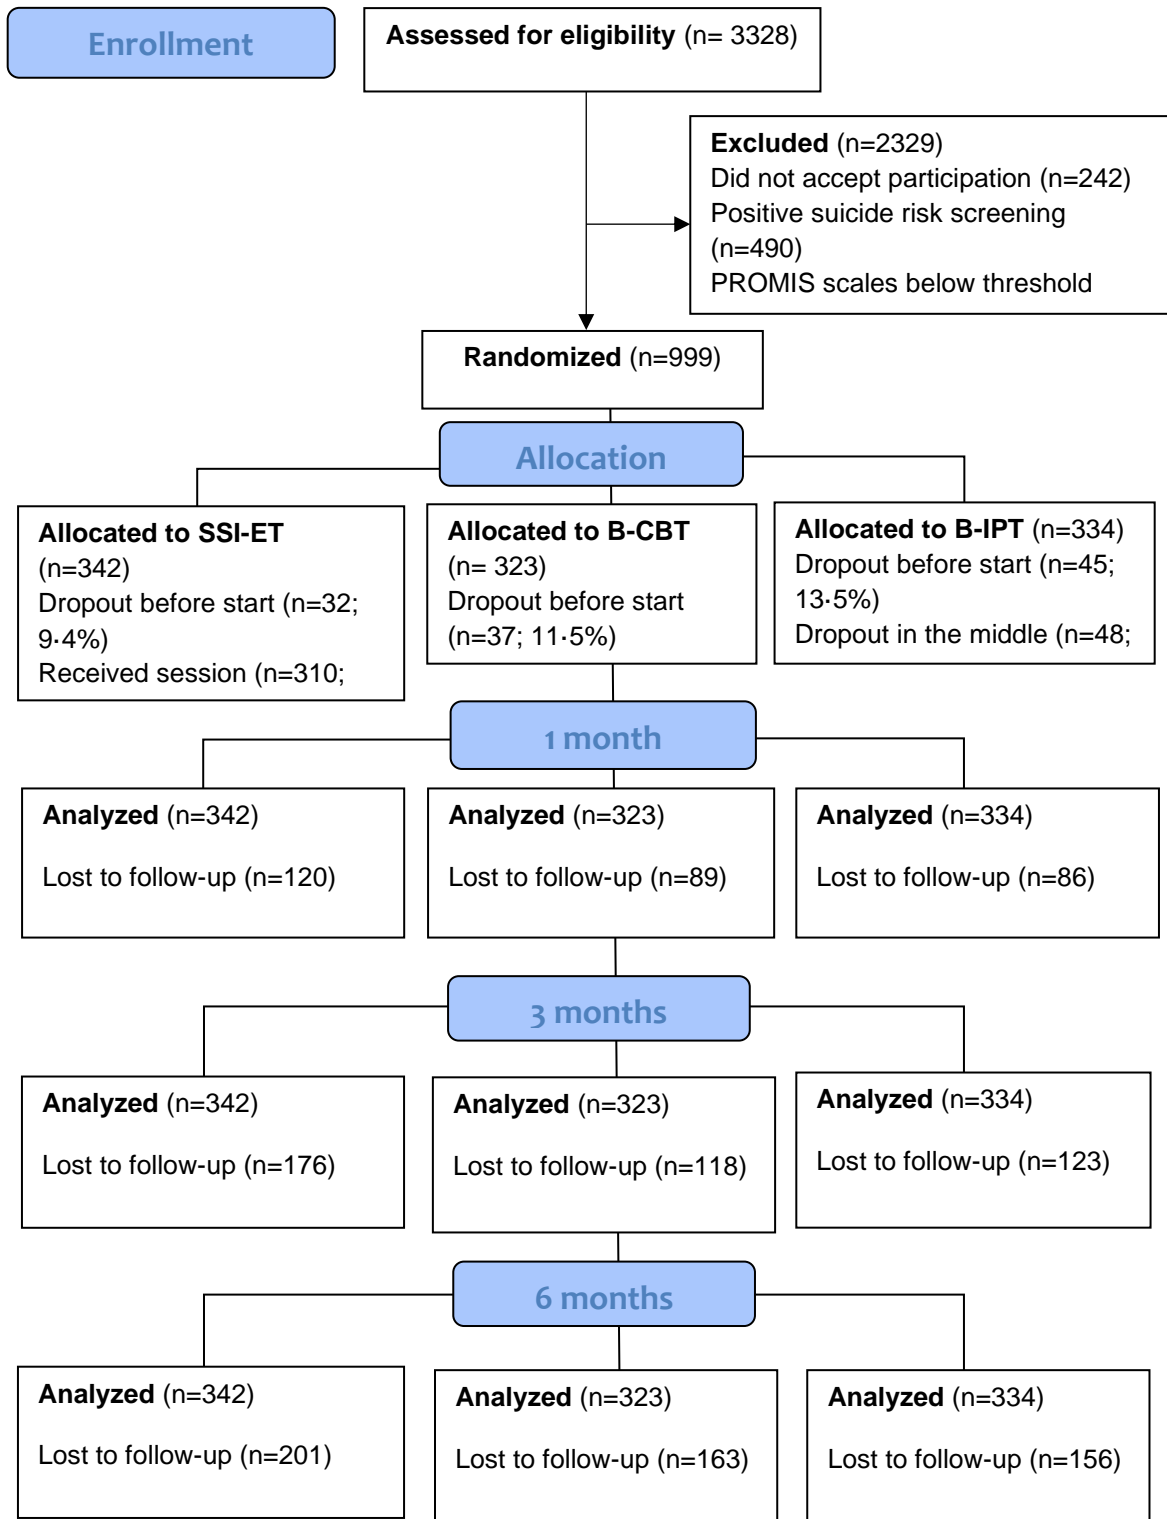 Enrollment
Assessed for eligibility (n= 3328)
Excluded (n=2329)
Did not accept participation (n=242)
Positive suicide risk screening
(n=490)
PROMIS scales below threshold
Randomized (n=999)
Allocation
Allocated to SSI-ET
(n=342)
Dropout before start (n=32;
9·4%)
Received session (n=310;
Allocated to B-CBT
(n= 323)
Dropout before start
(n=37; 11·5%)
Allocated to B-IPT (n=334)
Dropout before start (n=45;
13·5%)
Dropout in the middle (n=48;
1 month
Analyzed (n=342)
Lost to follow-up (n=120)
Analyzed (n=323)
Lost to follow-up (n=89)
Analyzed (n=334)
Lost to follow-up (n=86)
3 months
Analyzed (n=342)
Lost to follow-up (n=176)
Analyzed (n=323)
Lost to follow-up (n=118)
Analyzed (n=334)
Lost to follow-up (n=123)
6 months
Analyzed (n=342)
Lost to follow-up (n=201)
Analyzed (n=323)
Lost to follow-up (n=163)
Analyzed (n=334)
Lost to follow-up (n=156)